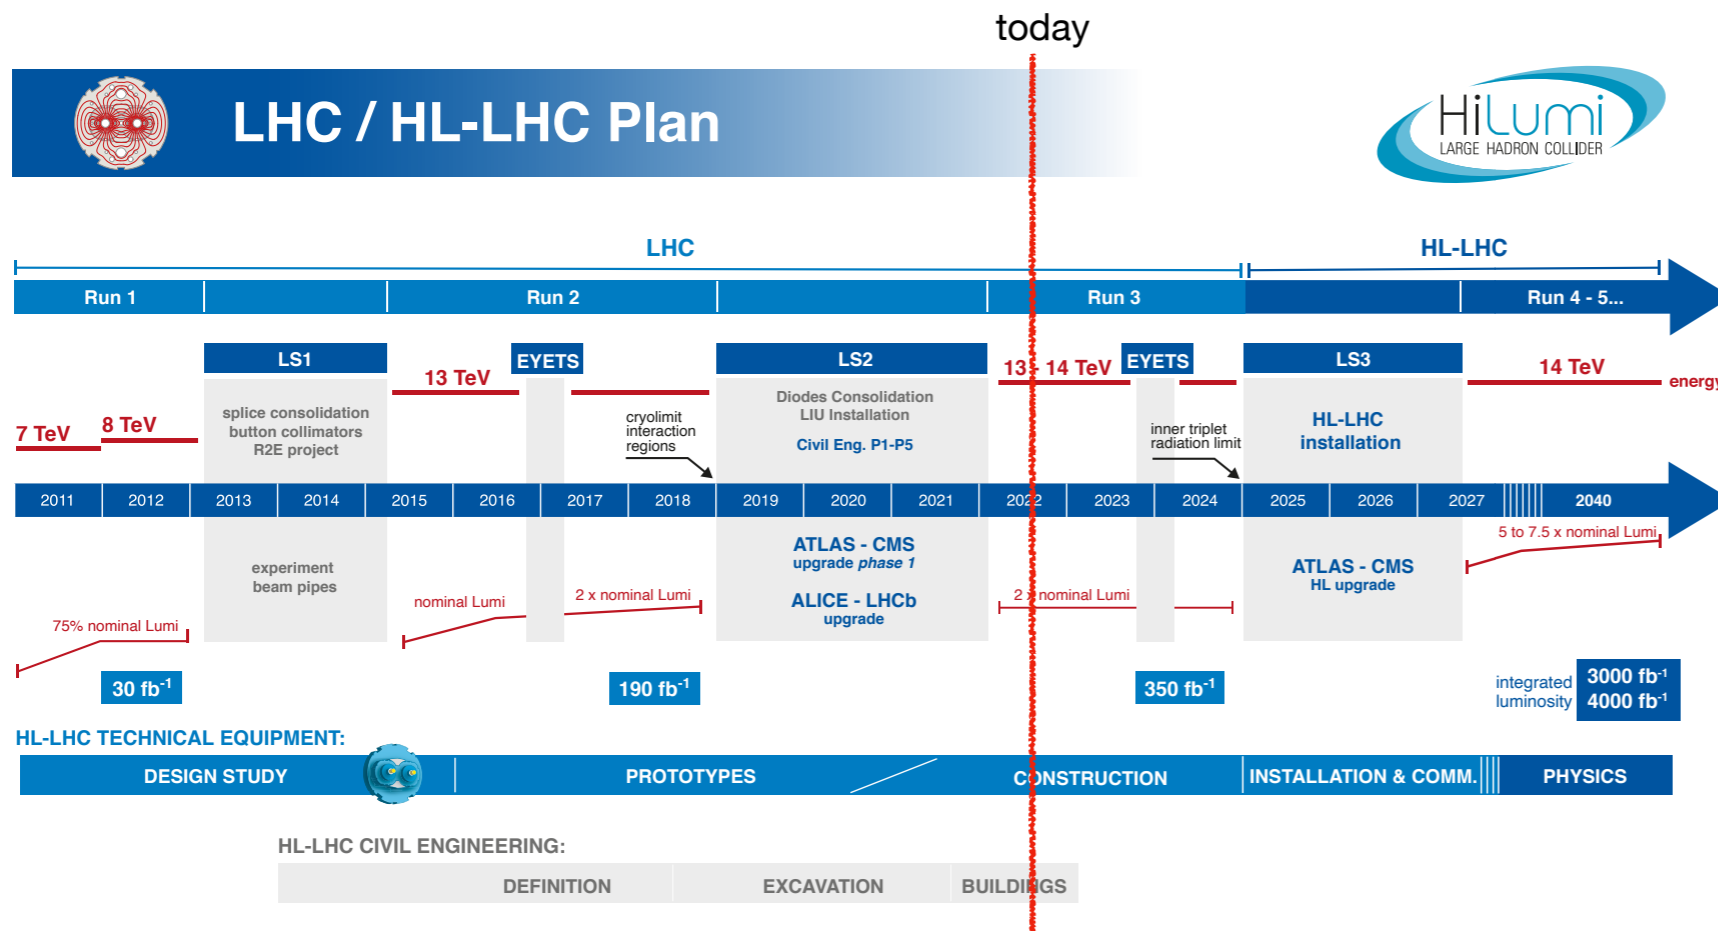 today
LHC / HL-LHC Plan
HiLumi
LARGE HADRON COLLIDER
LHC
HL-LHC
Run 1
Run 2
Run 3
Run 4 - 5...
LS1
EYETS
LS2
EYETS
LS3
13 TeV
13 - 14 TeV
14 TeV
energy
7 TeV
8 TeV
splice consolidation
button collimators
R2E project
cryolimit
interaction
regions
Diodes Consolidation
LIU Installation
Civil Eng. P1-P5
inner triplet
radiation limit
HL-LHC
installation
2011
2012
2013
2014
2015
2016
2017
2018
2019
2020
2021
2022
2023
2024
2025
2026
2027
2040
5 to 7.5 x nominal Lumi
experiment
beam pipes
ATLAS - CMS
upgrade phase 1
ALICE - LHCb
upgrade
ATLAS - CMS
HL upgrade
75% nominal Lumi
nominal Lumi
2 x nominal Lumi
2 x nominal Lumi
30 fb⁻¹
190 fb⁻¹
350 fb⁻¹
integrated
luminosity
3000 fb⁻¹
4000 fb⁻¹
HL-LHC TECHNICAL EQUIPMENT:
DESIGN STUDY
PROTOTYPES
CONSTRUCTION
INSTALLATION & COMM.
PHYSICS
HL-LHC CIVIL ENGINEERING:
DEFINITION
EXCAVATION
BUILDINGS